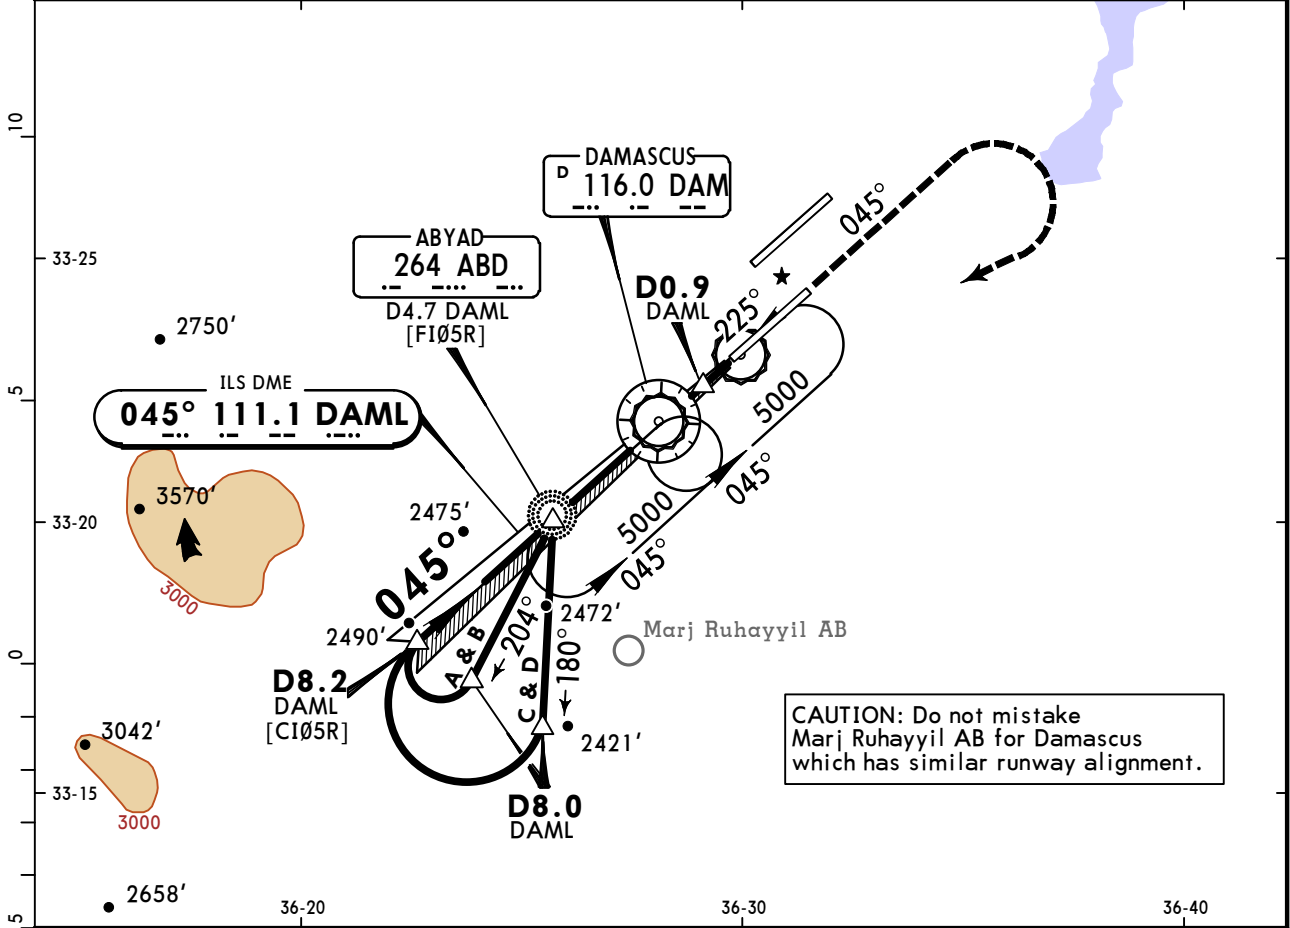 10
DAMASCUS
D 116.0 DAM
045°
33-25
ABYAD
264 ABD
D4.7 DAML
[FIØ5R]
D0.9
DAML
225°
2750'
5
ILS DME
045° 111.1 DAML
5000
045°
3570'
3000
33-20
2475'
045°
5000
045°
2472'
2490'
A & B
204°
C & D
180°
Marj Ruhayyil AB
0
D8.2
DAML
[CIØ5R]
3042'
2421'
CAUTION: Do not mistake
Marj Ruhayyil AB for Damascus
which has similar runway alignment.
33-15
3000
D8.0
DAML
2658'
5
36-20
36-30
36-40